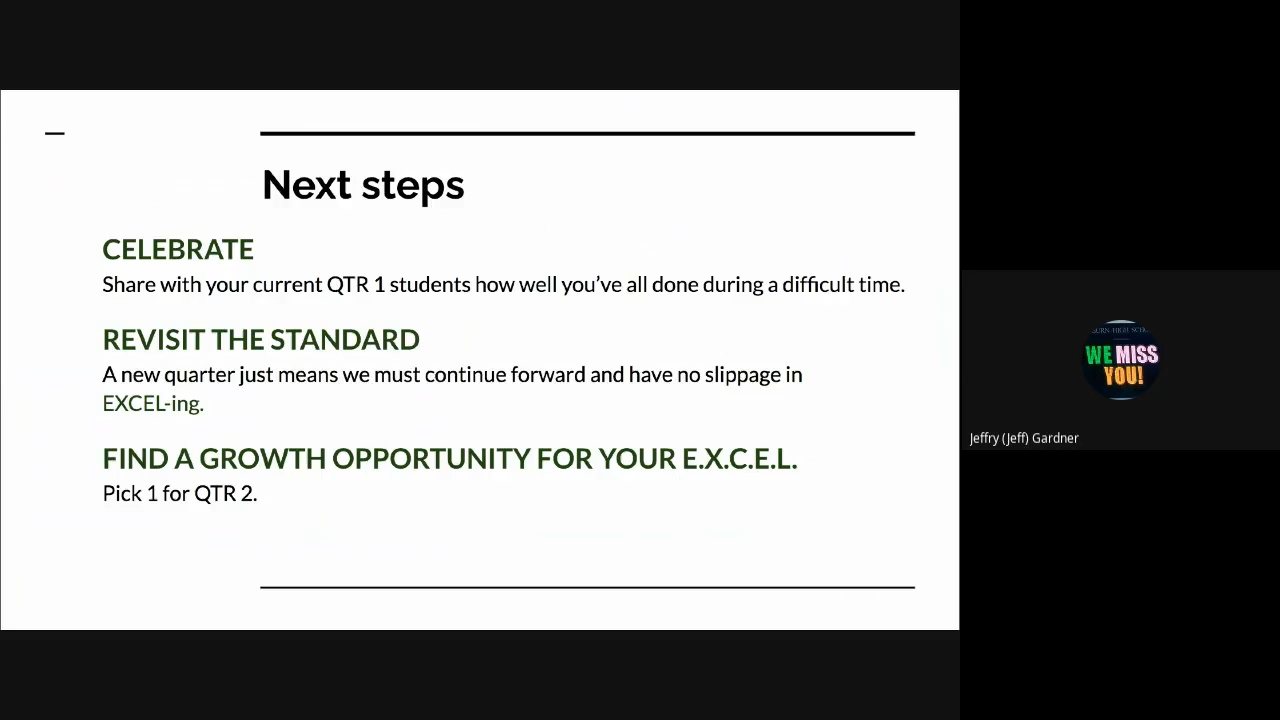 Next steps
CELEBRATE
Share with your current QTR 1 students how well you’ve all done during a difficult time.
REVISIT THE STANDARD
A new quarter just means we must continue forward and have no slippage in
EXCEL-ing.
FIND A GROWTH OPPORTUNITY FOR YOUR E.X.C.E.L.
Pick 1 for QTR 2.
WE MISS
YOU!
Jeffry (Jeff) Gardner